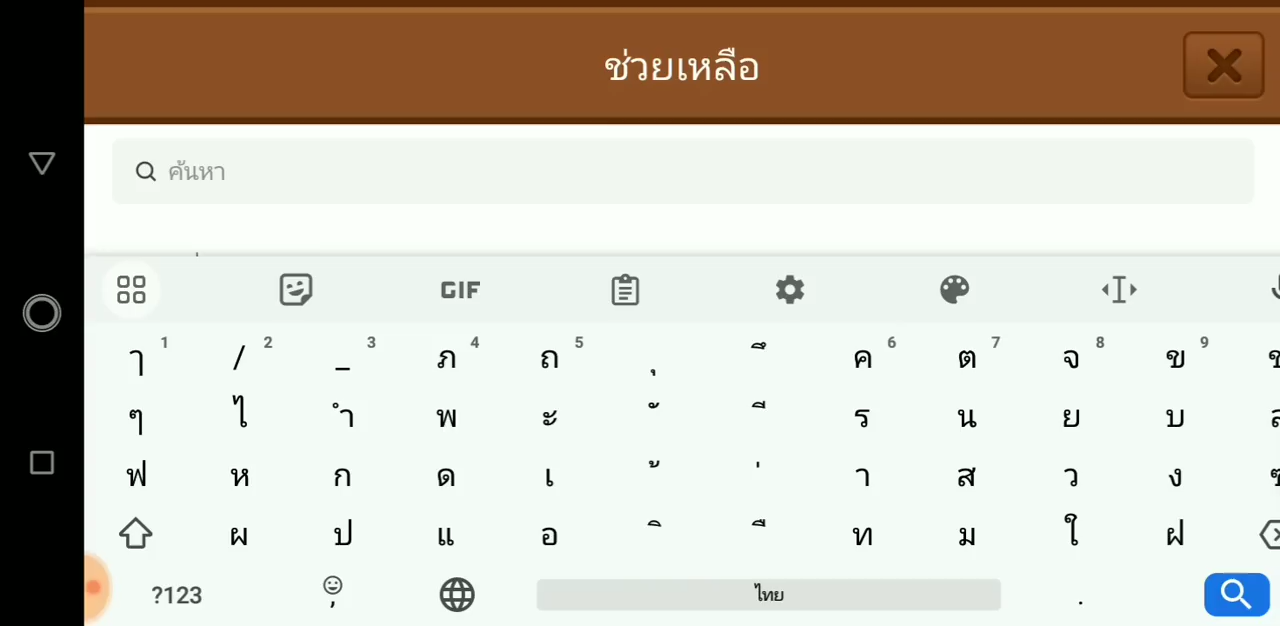 ช่วยเหลือ
ค้นหา
GIF
ๅ 1 / 2 _ 3 ภ 4 ถ 5 ุ ึ ค 6 ต 7 จ 8 ข 9
ๆ ไ ำ พ ะ ั ี ร น ย บ
ฟ ห ก ด เ ้ ่ า ส ว ง
ผ ป แ อ ิ ื ท ม ใ ฝ
?123 , ไทย .